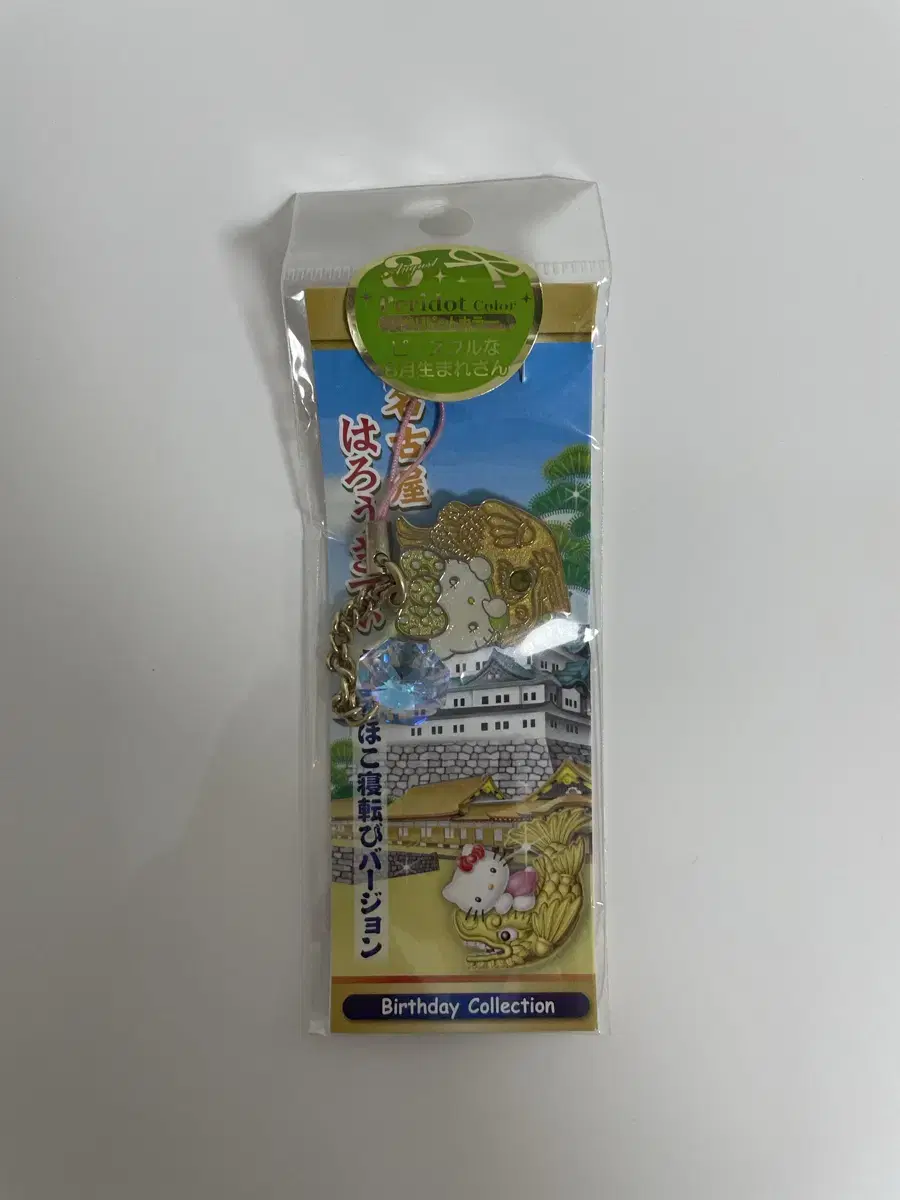 August
8
Peridot Color
ピースフルな
8月生まれさん
名古屋
はろうきてぃ
ほこ寝転びバージョン
Birthday Collection